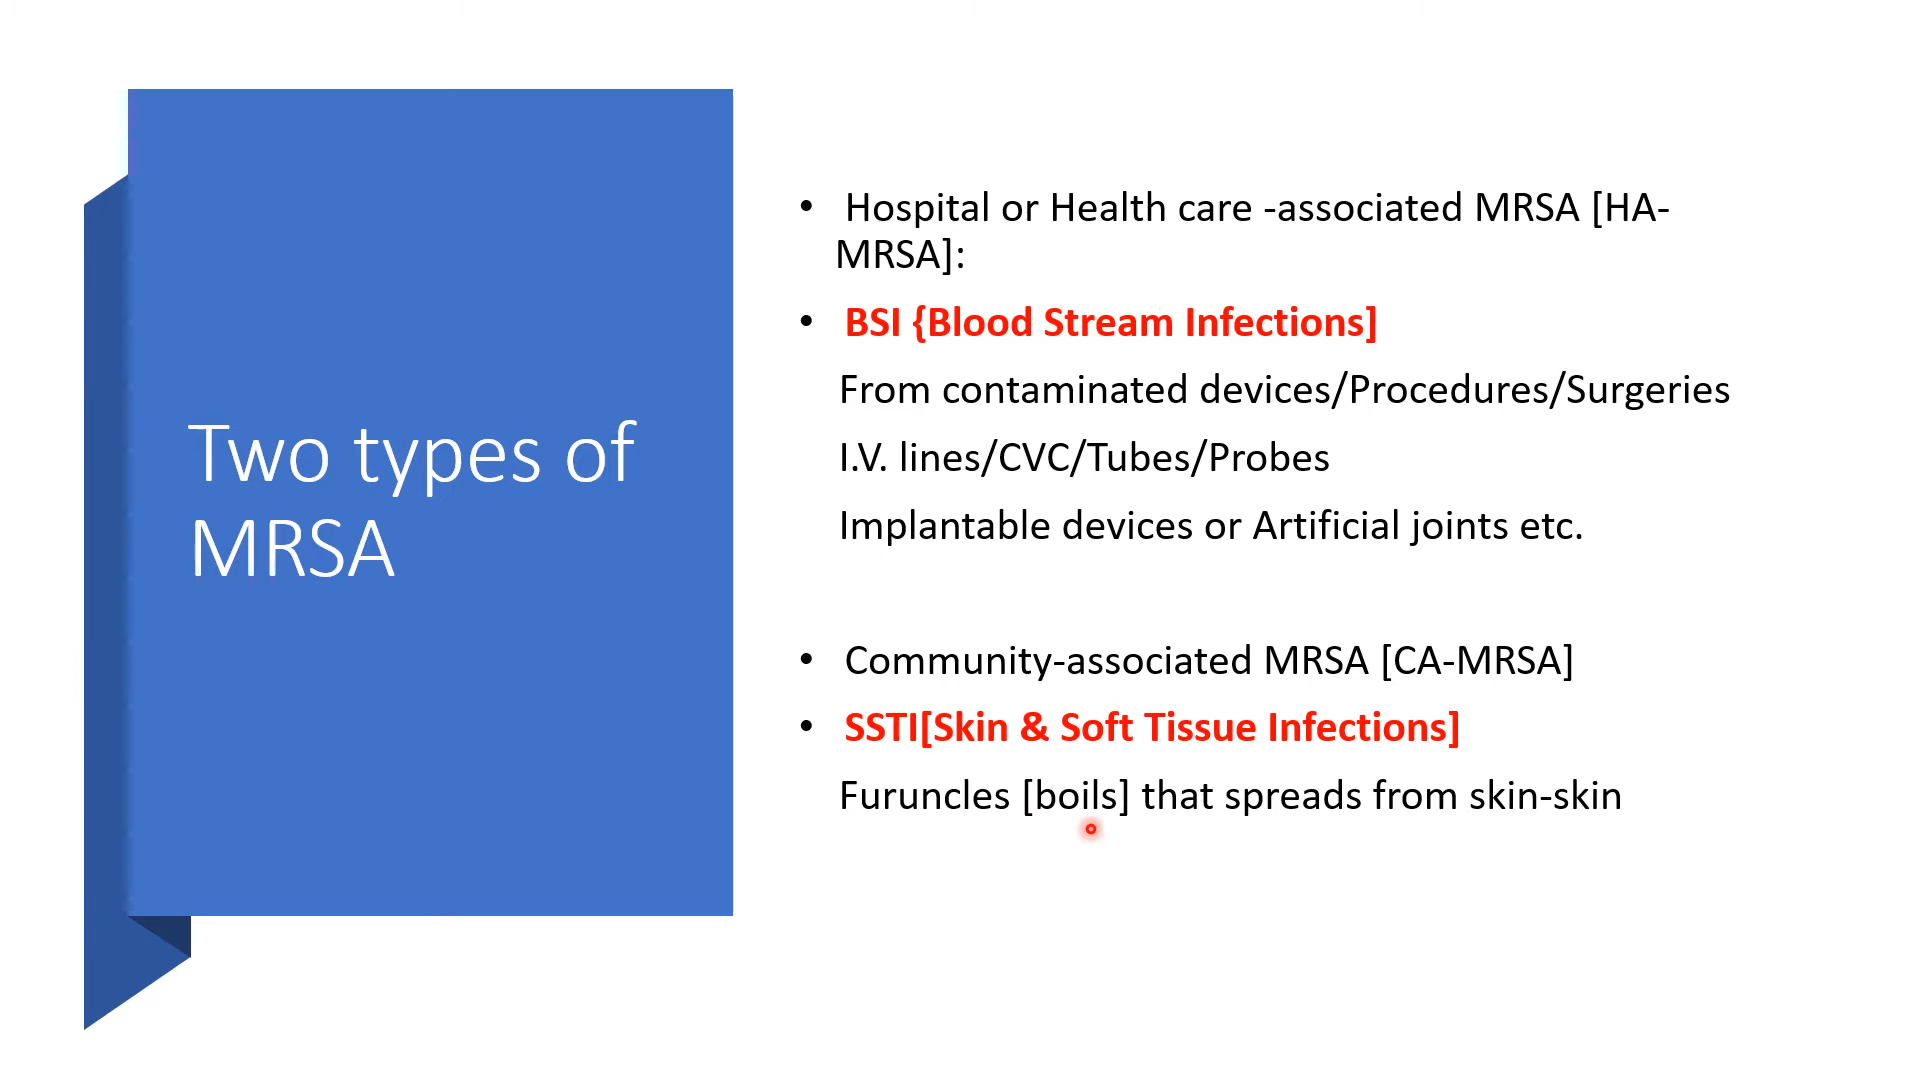 Two types of
MRSA
• Hospital or Health care -associated MRSA [HA-
MRSA]:
• BSI {Blood Stream Infections]
From contaminated devices/Procedures/Surgeries
I.V. lines/CVC/Tubes/Probes
Implantable devices or Artificial joints etc.
• Community-associated MRSA [CA-MRSA]
• SSTI[Skin & Soft Tissue Infections]
Furuncles [boils] that spreads from skin-skin